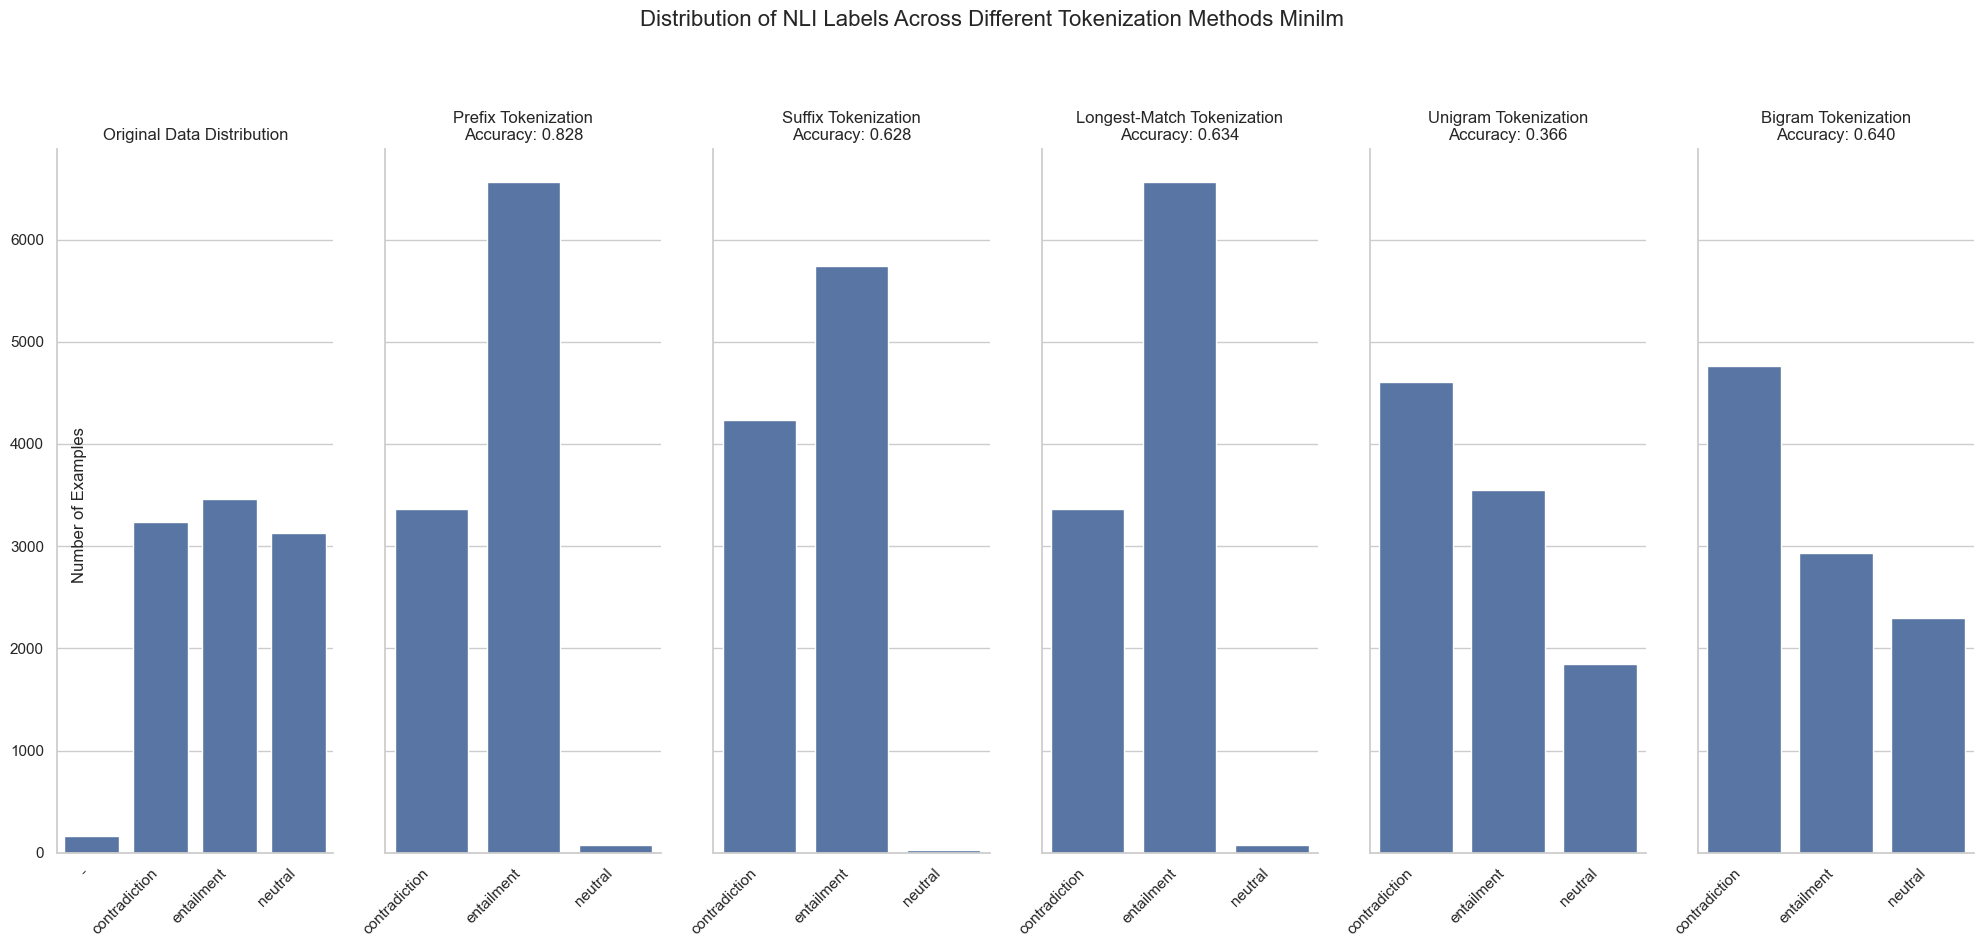 Distribution of NLI Labels Across Different Tokenization Methods Minilm
Original Data Distribution
Prefix Tokenization
Accuracy: 0.828
Suffix Tokenization
Accuracy: 0.628
Longest-Match Tokenization
Accuracy: 0.634
Unigram Tokenization
Accuracy: 0.366
Bigram Tokenization
Accuracy: 0.640
Number of Examples
6000
5000
4000
3000
2000
1000
0
-
contradiction
entailment
neutral
contradiction
entailment
neutral
contradiction
entailment
neutral
contradiction
entailment
neutral
contradiction
entailment
neutral
contradiction
entailment
neutral